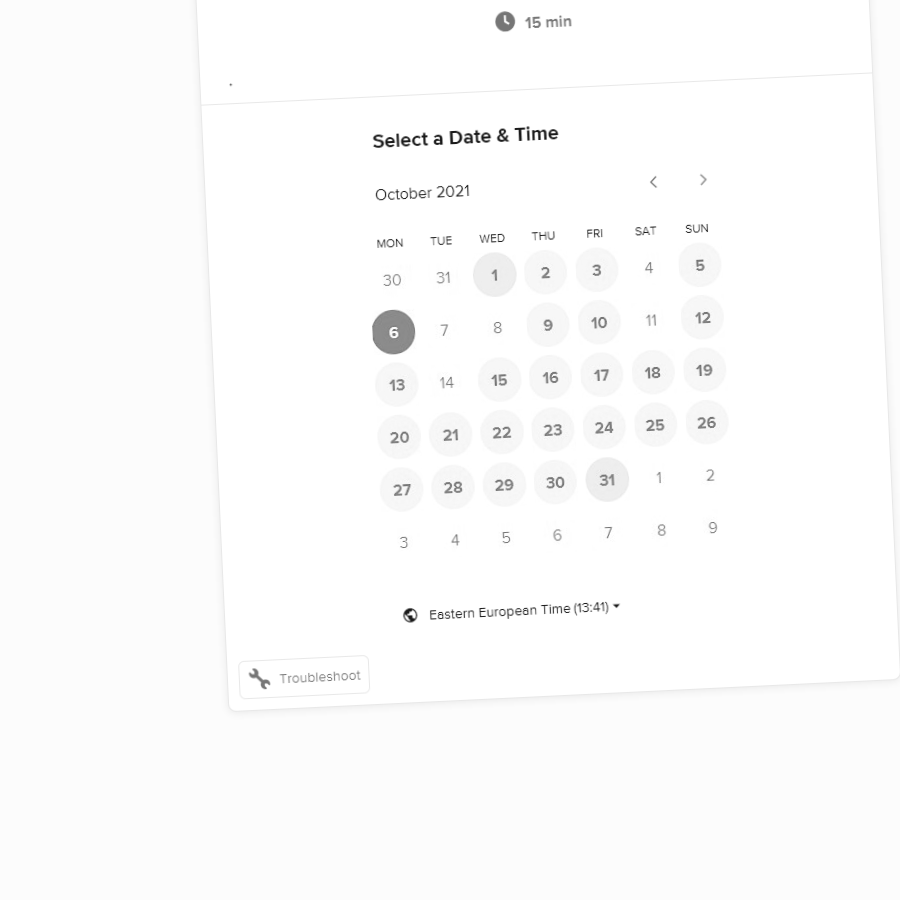 15 min
.
Select a Date & Time
October 2021
MON TUE WED THU FRI SAT SUN
30 31 1 2 3 4 5
6 7 8 9 10 11 12
13 14 15 16 17 18 19
20 21 22 23 24 25 26
27 28 29 30 31 1 2
3 4 5 6 7 8 9
Eastern European Time (13:41)
Troubleshoot